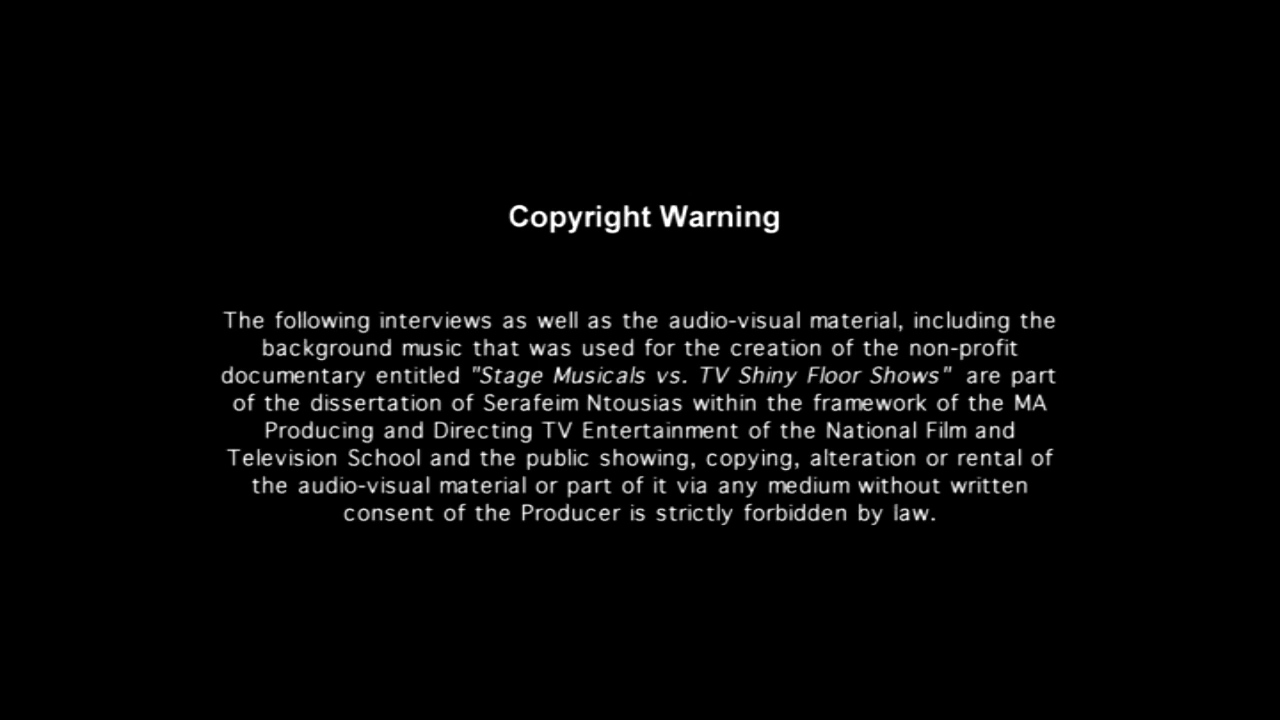 Copyright Warning
The following interviews as well as the audio-visual material, including the
background music that was used for the creation of the non-profit
documentary entitled "Stage Musicals vs. TV Shiny Floor Shows" are part
of the dissertation of Serafeim Ntousias within the framework of the MA
Producing and Directing TV Entertainment of the National Film and
Television School and the public showing, copying, alteration or rental of
the audio-visual material or part of it via any medium without written
consent of the Producer is strictly forbidden by law.